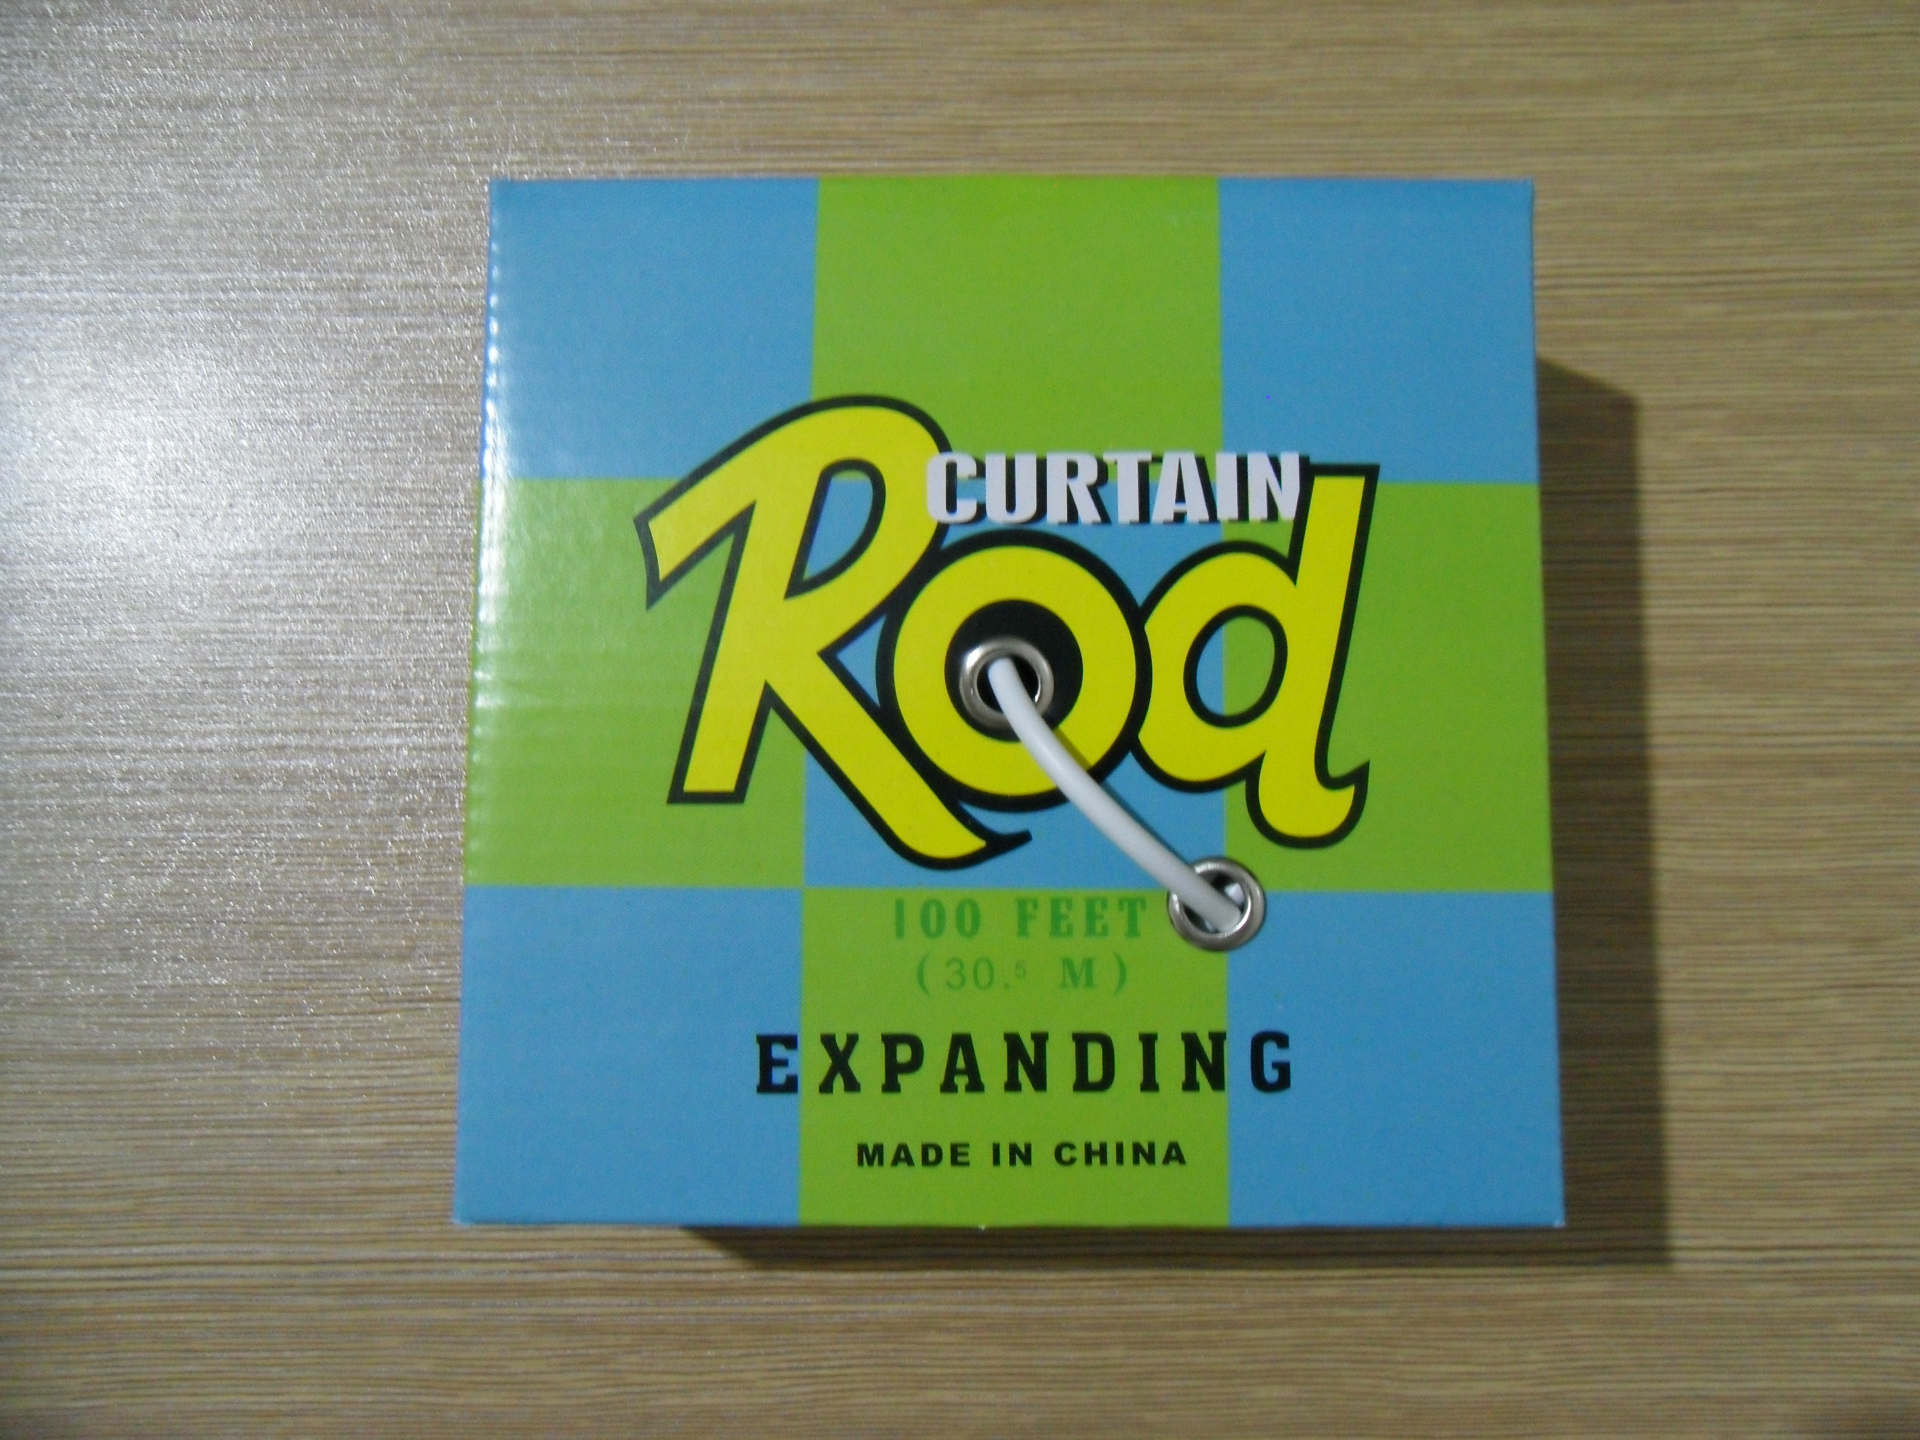 CURTAIN
Rod
100 FEET
(30.5 M)
EXPANDING
MADE IN CHINA